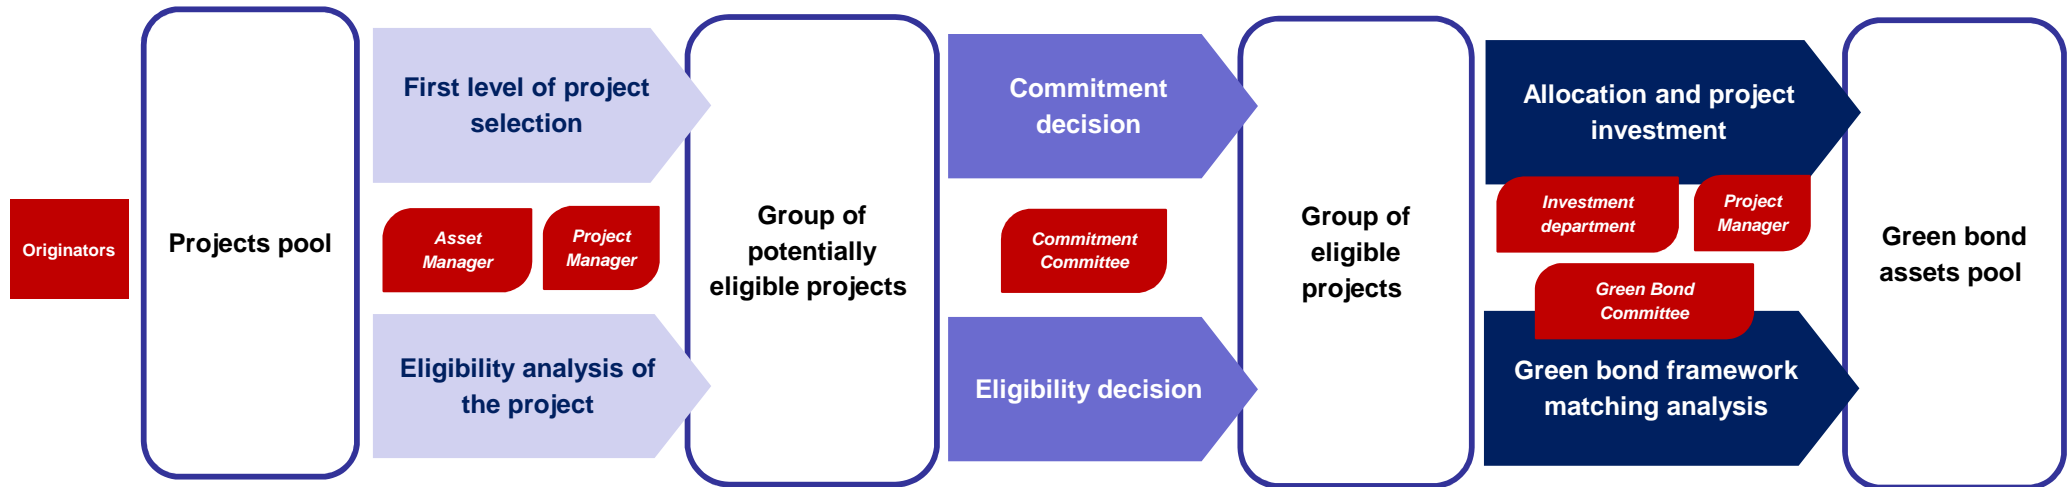 Originators
Projects pool
First level of project
selection
Asset
Manager
Project
Manager
Eligibility analysis of
the project
Group of
potentially
eligible projects
Commitment
decision
Commitment
Committee
Eligibility decision
Group of
eligible
projects
Allocation and project
investment
Investment
department
Project
Manager
Green Bond
Committee
Green bond framework
matching analysis
Green bond
assets pool